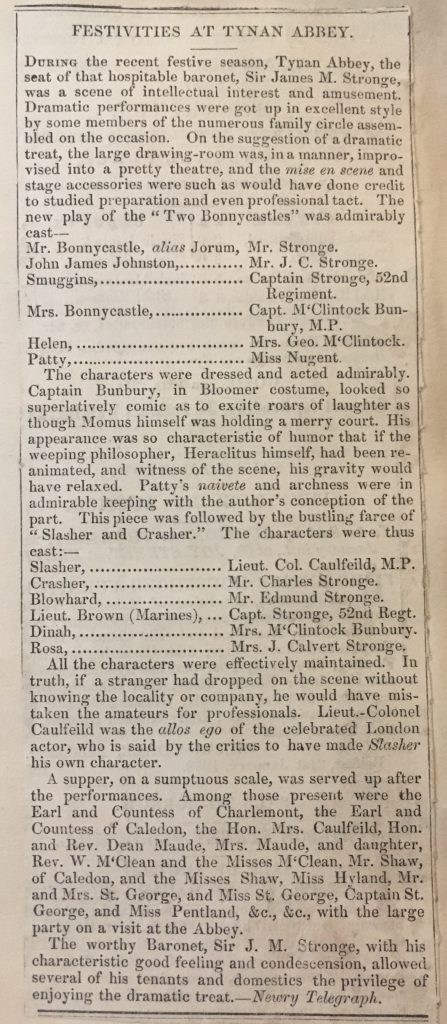 FESTIVITIES AT TYNAN ABBEY.
DURING the recent festive season, Tynan Abbey, the
seat of that hospitable baronet, Sir James M. Stronge,
was a scene of intellectual interest and amusement.
Dramatic performances were got up in excellent style
by some members of the numerous family circle assem-
bled on the occasion. On the suggestion of a dramatic
treat, the large drawing-room was, in a manner, impro-
vised into a pretty theatre, and the mise en scene and
stage accessories were such as would have done credit
to studied preparation and even professional tact. The
new play of the "Two Bonnycastles" was admirably
cast—
Mr. Bonnycastle, alias Jorum, Mr. Stronge.
John James Johnston,........... Mr. J. C. Stronge.
Smuggins,........................ Captain Stronge, 52nd
Regiment.
Mrs. Bonnycastle,................ Capt. M'Clintock Bun-
bury, M.P.
Helen, ............................ Mrs. Geo. M'Clintock.
Patty,............................. Miss Nugent.
The characters were dressed and acted admirably.
Captain Bunbury, in Bloomer costume, looked so
superlatively comic as to excite roars of laughter as
though Momus himself was holding a merry court. His
appearance was so characteristic of humor that if the
weeping philosopher, Heraclitus himself, had been re-
animated, and witness of the scene, his gravity would
have relaxed. Patty's naivete and archness were in
admirable keeping with the author's conception of the
part. This piece was followed by the bustling farce of
"Slasher and Crasher." The characters were thus
cast:—
Slasher, ...................... Lieut. Col. Caulfeild, M.P.
Crasher, ...................... Mr. Charles Stronge.
Blowhard, .................... Mr. Edmund Stronge.
Lieut. Brown (Marines), ... Capt. Stronge, 52nd Regt.
Dinah, ........................ Mrs. M'Clintock Bunbury.
Rosa, .......................... Mrs. J. Calvert Stronge.
All the characters were effectively maintained. In
truth, if a stranger had dropped on the scene without
knowing the locality or company, he would have mis-
taken the amateurs for professionals. Lieut.-Colonel
Caulfeild was the allos ego of the celebrated London
actor, who is said by the critics to have made Slasher
his own character.
A supper, on a sumptuous scale, was served up after
the performances. Among those present were the
Earl and Countess of Charlemont, the Earl and
Countess of Caledon, the Hon. Mrs. Caulfeild, Hon.
and Rev. Dean Maude, Mrs. Maude, and daughter,
Rev. W. M'Clean and the Misses M'Clean, Mr. Shaw,
of Caledon, and the Misses Shaw, Miss Hyland, Mr.
and Mrs. St. George, and Miss St. George, Captain St.
George, and Miss Pentland, &c., &c., with the large
party on a visit at the Abbey.
The worthy Baronet, Sir J. M. Stronge, with his
characteristic good feeling and condescension, allowed
several of his tenants and domestics the privilege of
enjoying the dramatic treat.—Newry Telegraph.